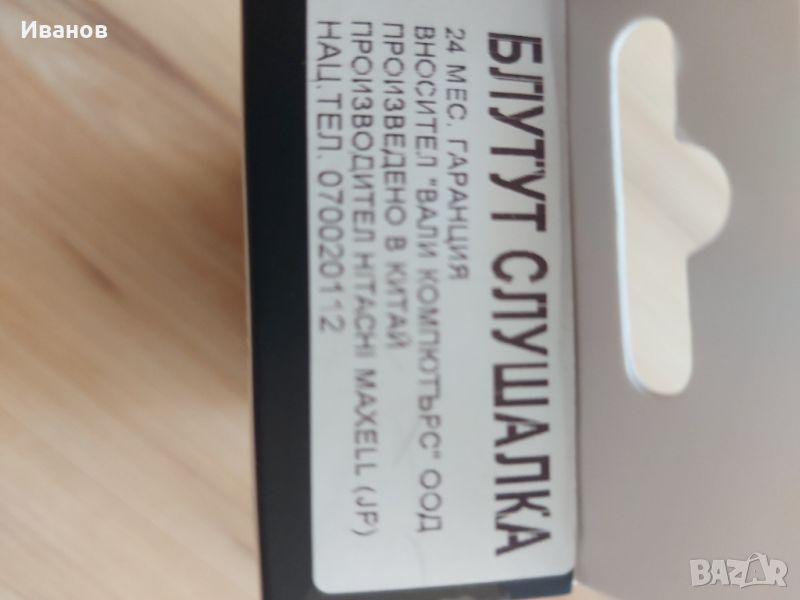 Иванов
БЛУТУТ СЛУШАЛКА
24 МЕС. ГАРАНЦИЯ
ВНОСИТЕЛ "ВАЛИ КОМПЮТЪРС" ООД
ПРОИЗВЕДЕНО В КИТАЙ
ПРОИЗВОДИТЕЛ HITACHI MAXELL (JP)
НАЦ.ТЕЛ. 070020112
BAZAR